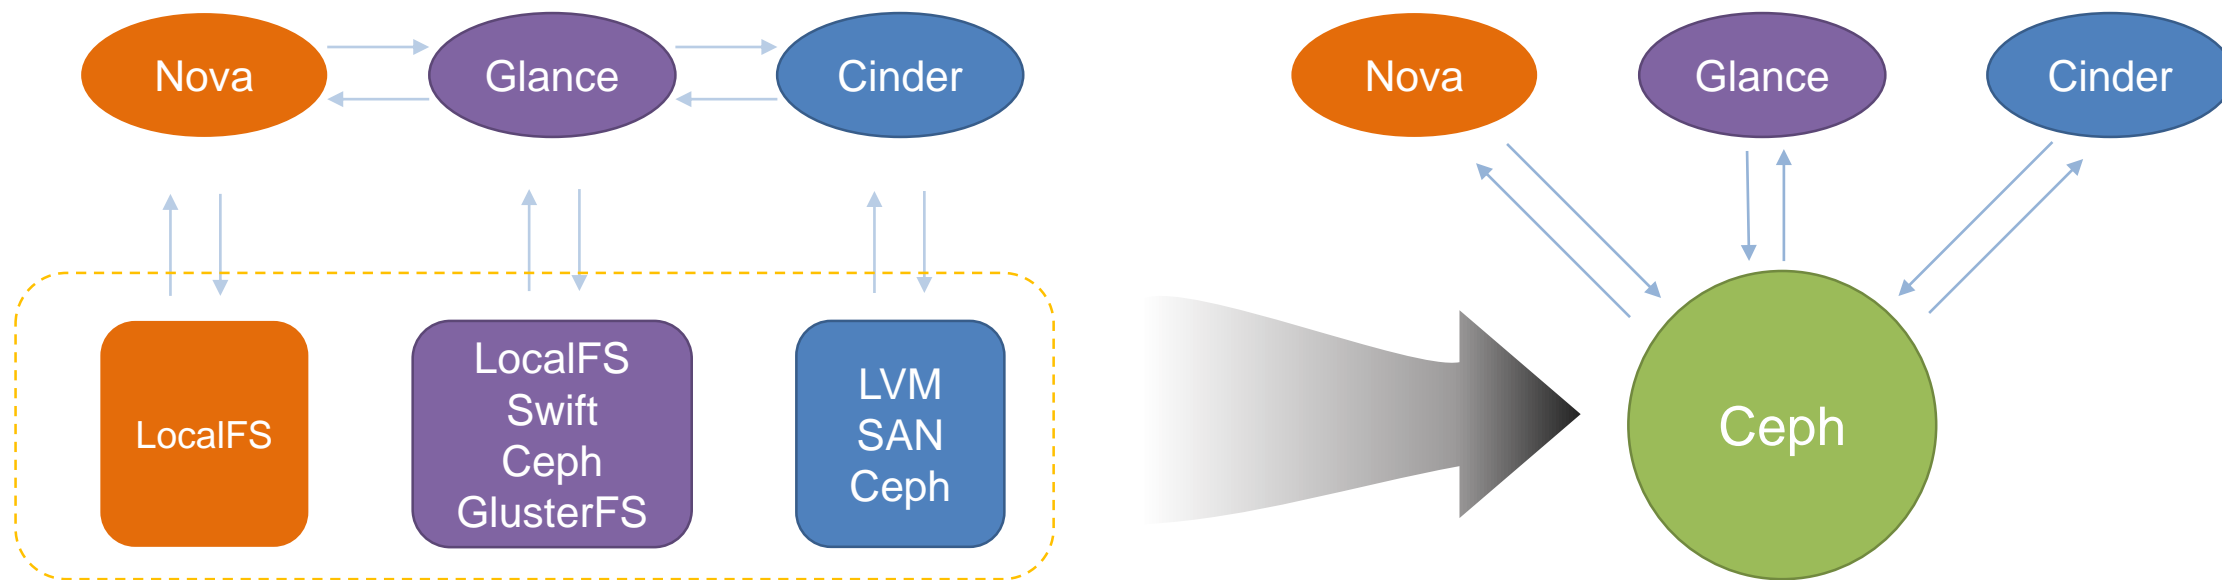 Nova
Glance
Cinder
Nova
Glance
Cinder
LocalFS
LocalFS
Swift
Ceph
GlusterFS
LVM
SAN
Ceph
Ceph